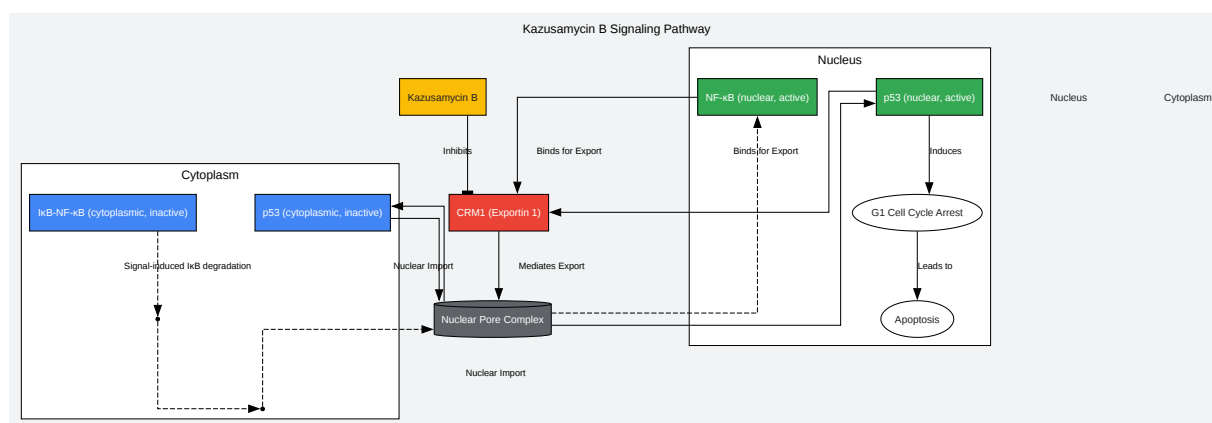 Kazusamycin B Signaling Pathway
Nucleus
Kazusamycin B
NF-κB (nuclear, active)
p53 (nuclear, active)
Nucleus
Cytoplasm
Inhibits
Binds for Export
Binds for Export
Induces
Cytoplasm
IκB-NF-κB (cytoplasmic, inactive)
p53 (cytoplasmic, inactive)
CRM1 (Exportin 1)
G1 Cell Cycle Arrest
Signal-induced IκB degradation
Nuclear Import
Mediates Export
Leads to
Nuclear Pore Complex
Apoptosis
Nuclear Import